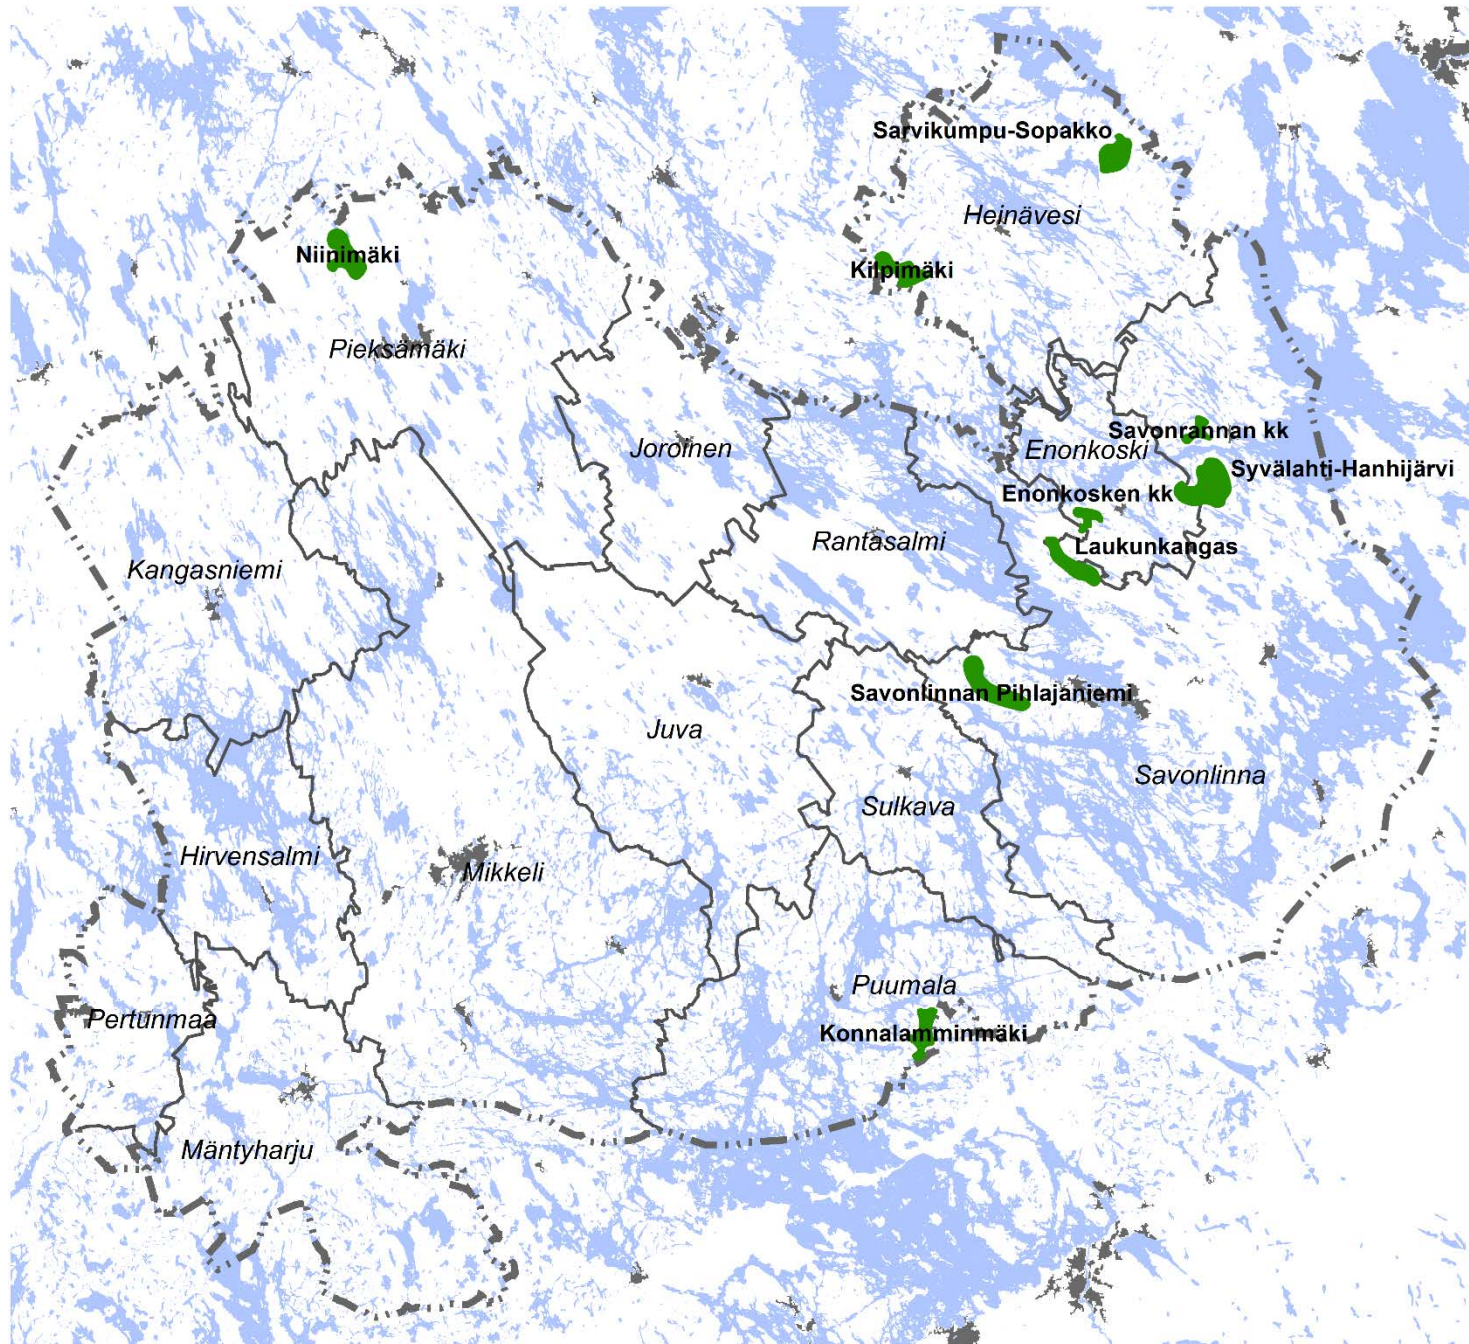 Sarvikumpu-Sopakko
Heinävesi
Niinimäki
Kilpimäki
Pieksämäki
Savonrannan kk
Joroinen
Enonkoski
Syvälahti-Hanhijärvi
Enonkosken kk
Rantasalmi
Laukunkangas
Kangasniemi
Savonlinnan Pihlajaniemi
Juva
Savonlinna
Sulkava
Hirvensalmi
Mikkeli
Puumala
Pertunmaa
Konnalamminmäki
Mäntyharju